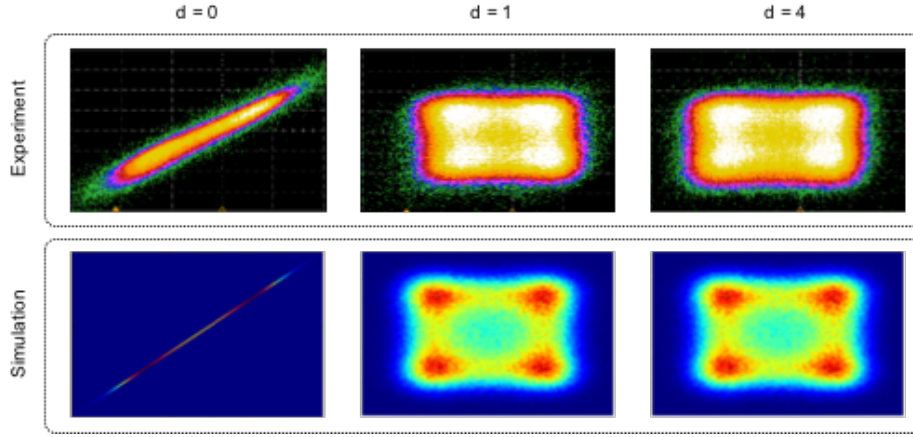 d = 0
d = 1
d = 4
Experiment
Simulation